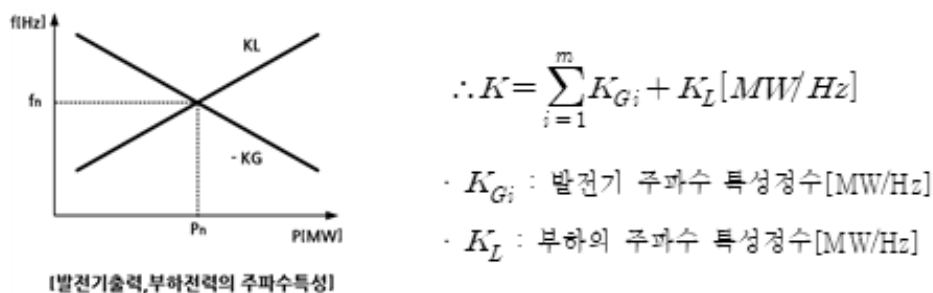 f[Hz]
KL
fn
- KG
Pn
P[MW]
[발전기출력,부하전력의 주파수특성]
∴K=∑_{i=1}^{m}K_{Gi}+K_L[MW/Hz]
· K_{Gi} : 발전기 주파수 특성정수[MW/Hz]
· K_L : 부하의 주파수 특성정수[MW/Hz]